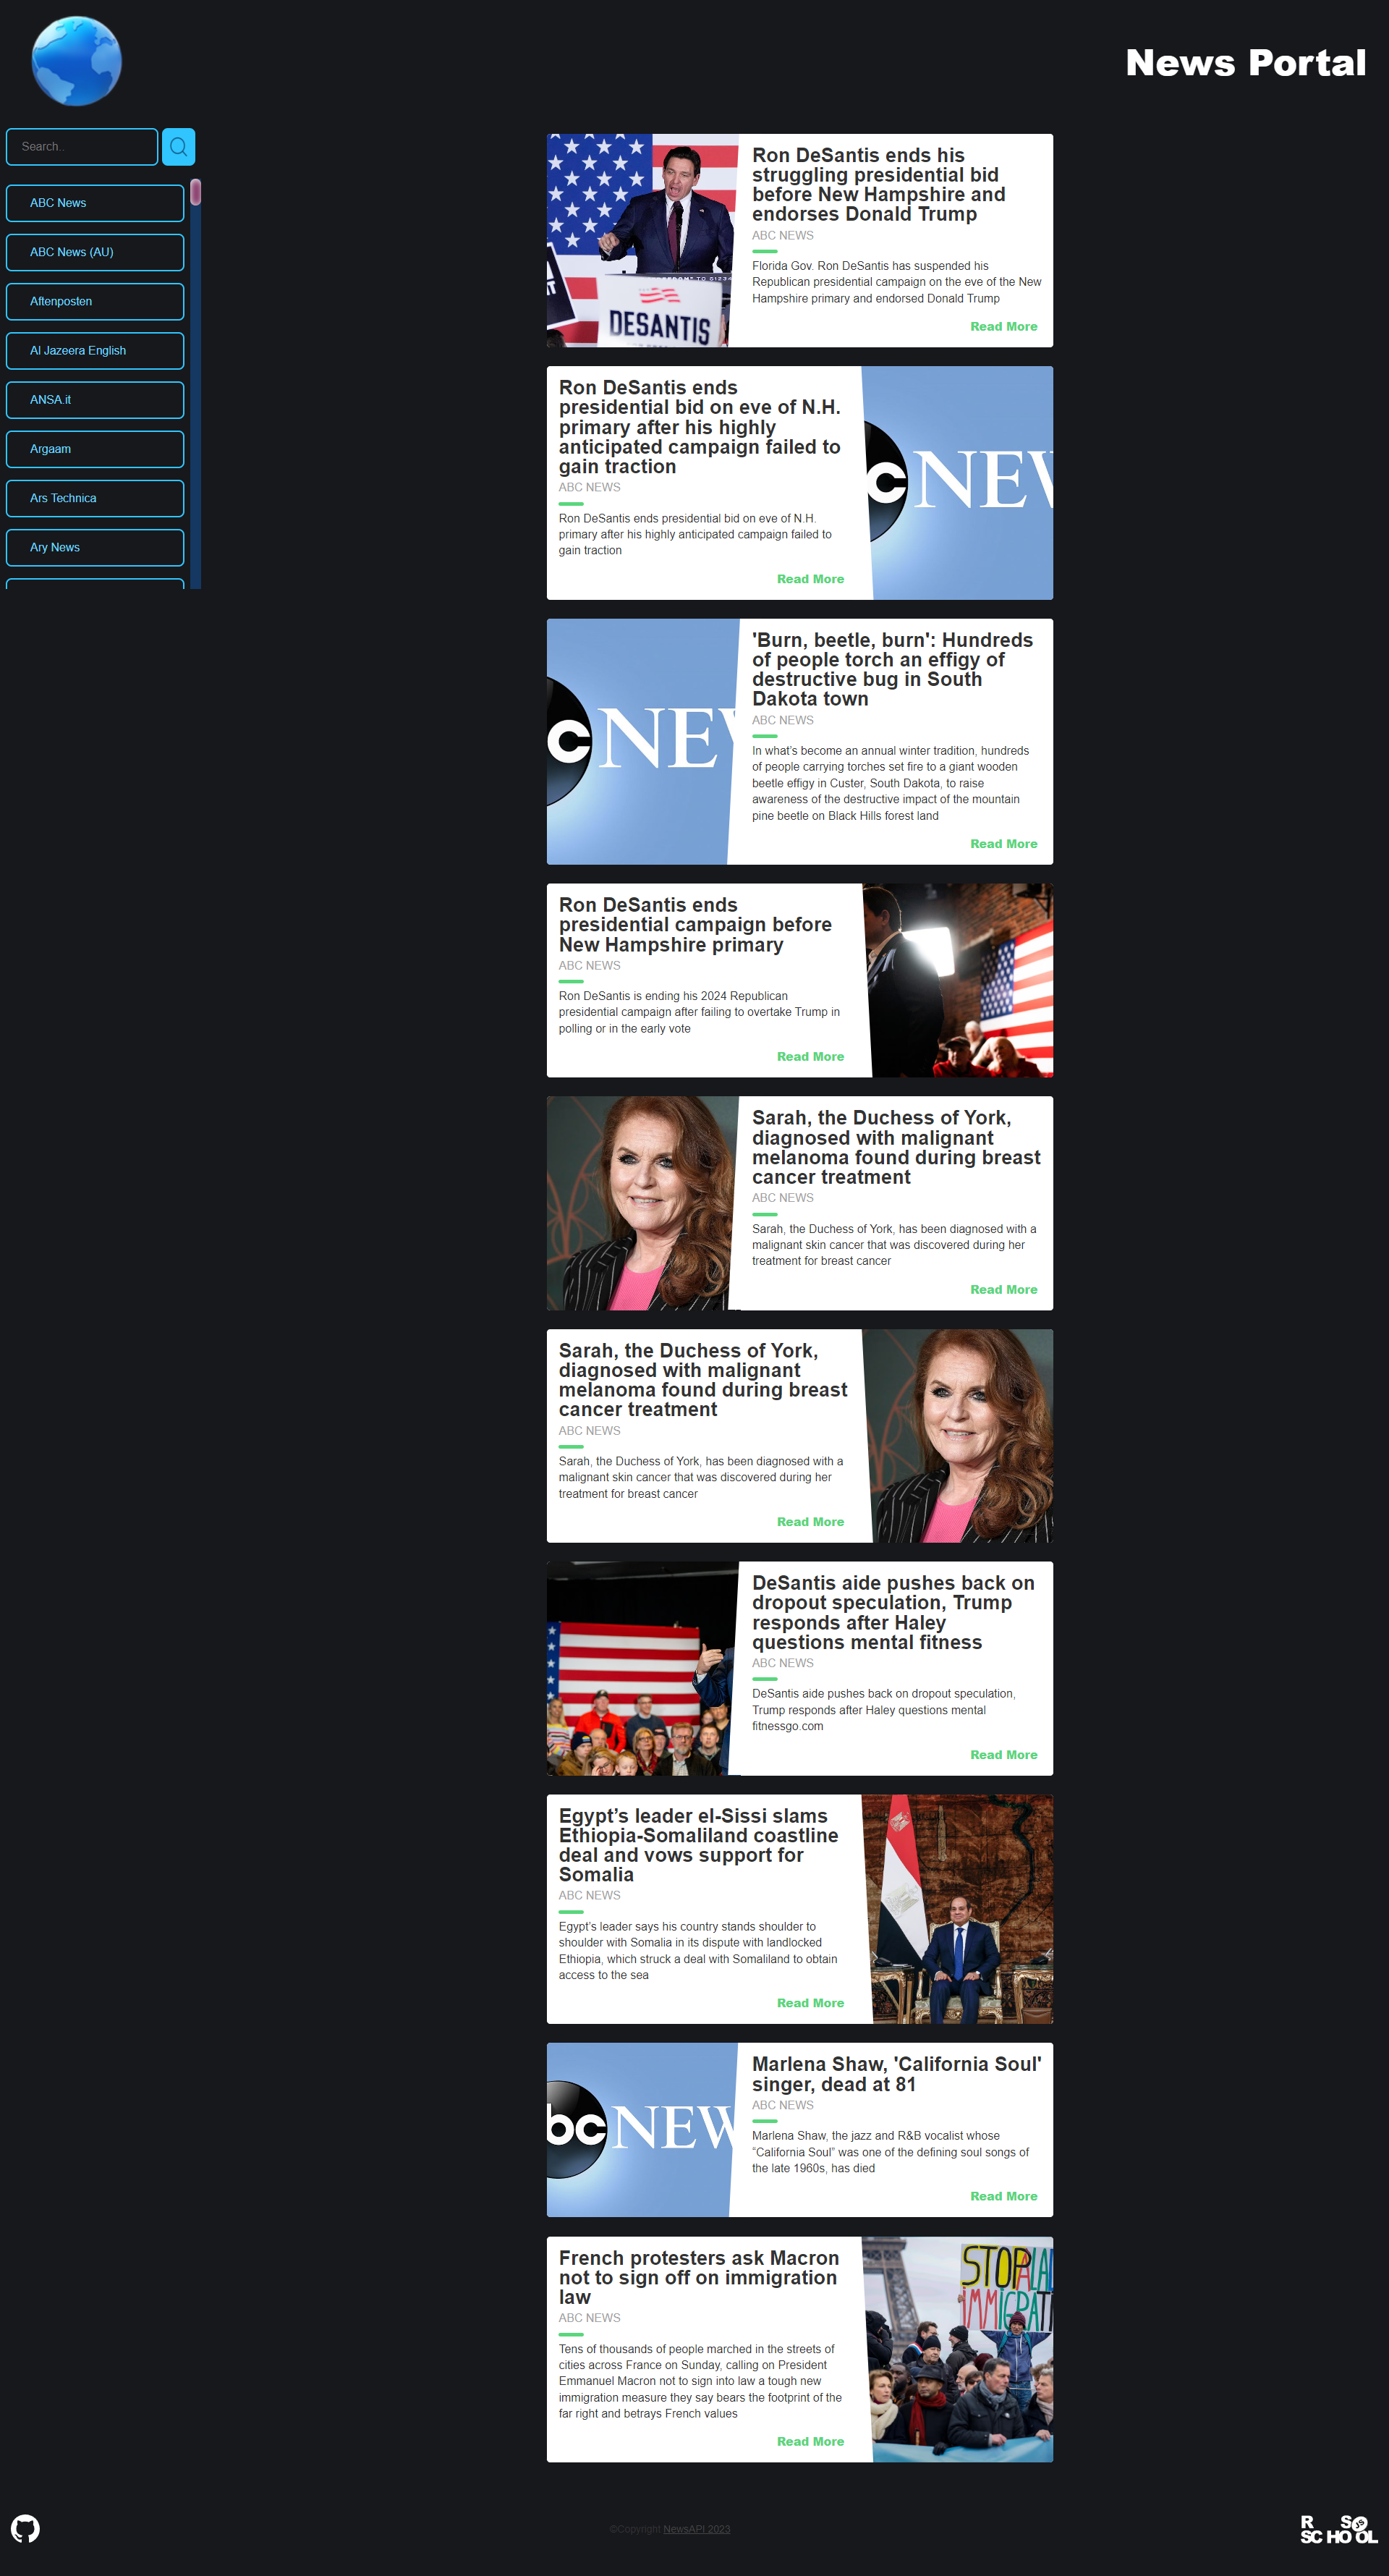 News Portal
Search..
ABC News
ABC News (AU)
Aftenposten
Al Jazeera English
ANSA.it
Argaam
Ars Technica
Ary News
DESANTIS
Ron DeSantis ends his
struggling presidential bid
before New Hampshire and
endorses Donald Trump
ABC NEWS
Florida Gov. Ron DeSantis has suspended his
Republican presidential campaign on the eve of the New
Hampshire primary and endorsed Donald Trump
Read More
Ron DeSantis ends
presidential bid on eve of N.H.
primary after his highly
anticipated campaign failed to
gain traction
ABC NEWS
Ron DeSantis ends presidential bid on eve of N.H.
primary after his highly anticipated campaign failed to
gain traction
Read More
c NEW
c NEW
'Burn, beetle, burn': Hundreds
of people torch an effigy of
destructive bug in South
Dakota town
ABC NEWS
In what’s become an annual winter tradition, hundreds
of people carrying torches set fire to a giant wooden
beetle effigy in Custer, South Dakota, to raise
awareness of the destructive impact of the mountain
pine beetle on Black Hills forest land
Read More
Ron DeSantis ends
presidential campaign before
New Hampshire primary
ABC NEWS
Ron DeSantis is ending his 2024 Republican
presidential campaign after failing to overtake Trump in
polling or in the early vote
Read More
Sarah, the Duchess of York,
diagnosed with malignant
melanoma found during breast
cancer treatment
ABC NEWS
Sarah, the Duchess of York, has been diagnosed with a
malignant skin cancer that was discovered during her
treatment for breast cancer
Read More
Sarah, the Duchess of York,
diagnosed with malignant
melanoma found during breast
cancer treatment
ABC NEWS
Sarah, the Duchess of York, has been diagnosed with a
malignant skin cancer that was discovered during her
treatment for breast cancer
Read More
DeSantis aide pushes back on
dropout speculation, Trump
responds after Haley
questions mental fitness
ABC NEWS
DeSantis aide pushes back on dropout speculation,
Trump responds after Haley questions mental
fitnessgo.com
Read More
Egypt’s leader el-Sissi slams
Ethiopia-Somaliland coastline
deal and vows support for
Somalia
ABC NEWS
Egypt’s leader says his country stands shoulder to
shoulder with Somalia in its dispute with landlocked
Ethiopia, which struck a deal with Somaliland to obtain
access to the sea
Read More
bc NEW
Marlena Shaw, 'California Soul'
singer, dead at 81
ABC NEWS
Marlena Shaw, the jazz and R&B vocalist whose
“California Soul” was one of the defining soul songs of
the late 1960s, has died
Read More
French protesters ask Macron
not to sign off on immigration
law
ABC NEWS
Tens of thousands of people marched in the streets of
cities across France on Sunday, calling on President
Emmanuel Macron not to sign into law a tough new
immigration measure they say bears the footprint of the
far right and betrays French values
Read More
STOP A LA
IMMIGRATI
©Copyright NewsAPI 2023
R S
SCHOOL